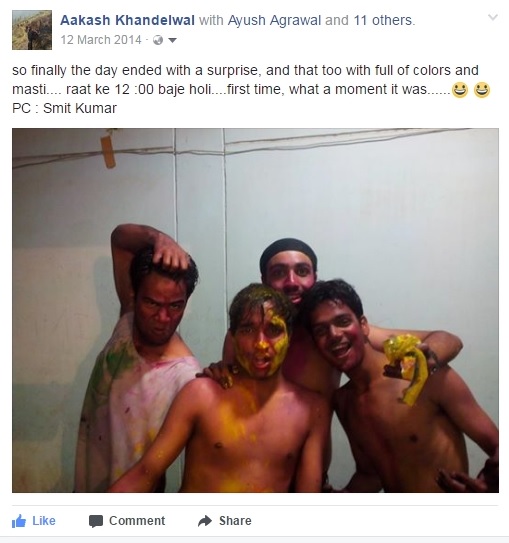 Aakash Khandelwal with Ayush Agrawal and 11 others.
12 March 2014 ·
so finally the day ended with a surprise, and that too with full of colors and
masti.... raat ke 12 :00 baje holi....first time, what a moment it was......😀 😀
PC : Smit Kumar
Like Comment Share